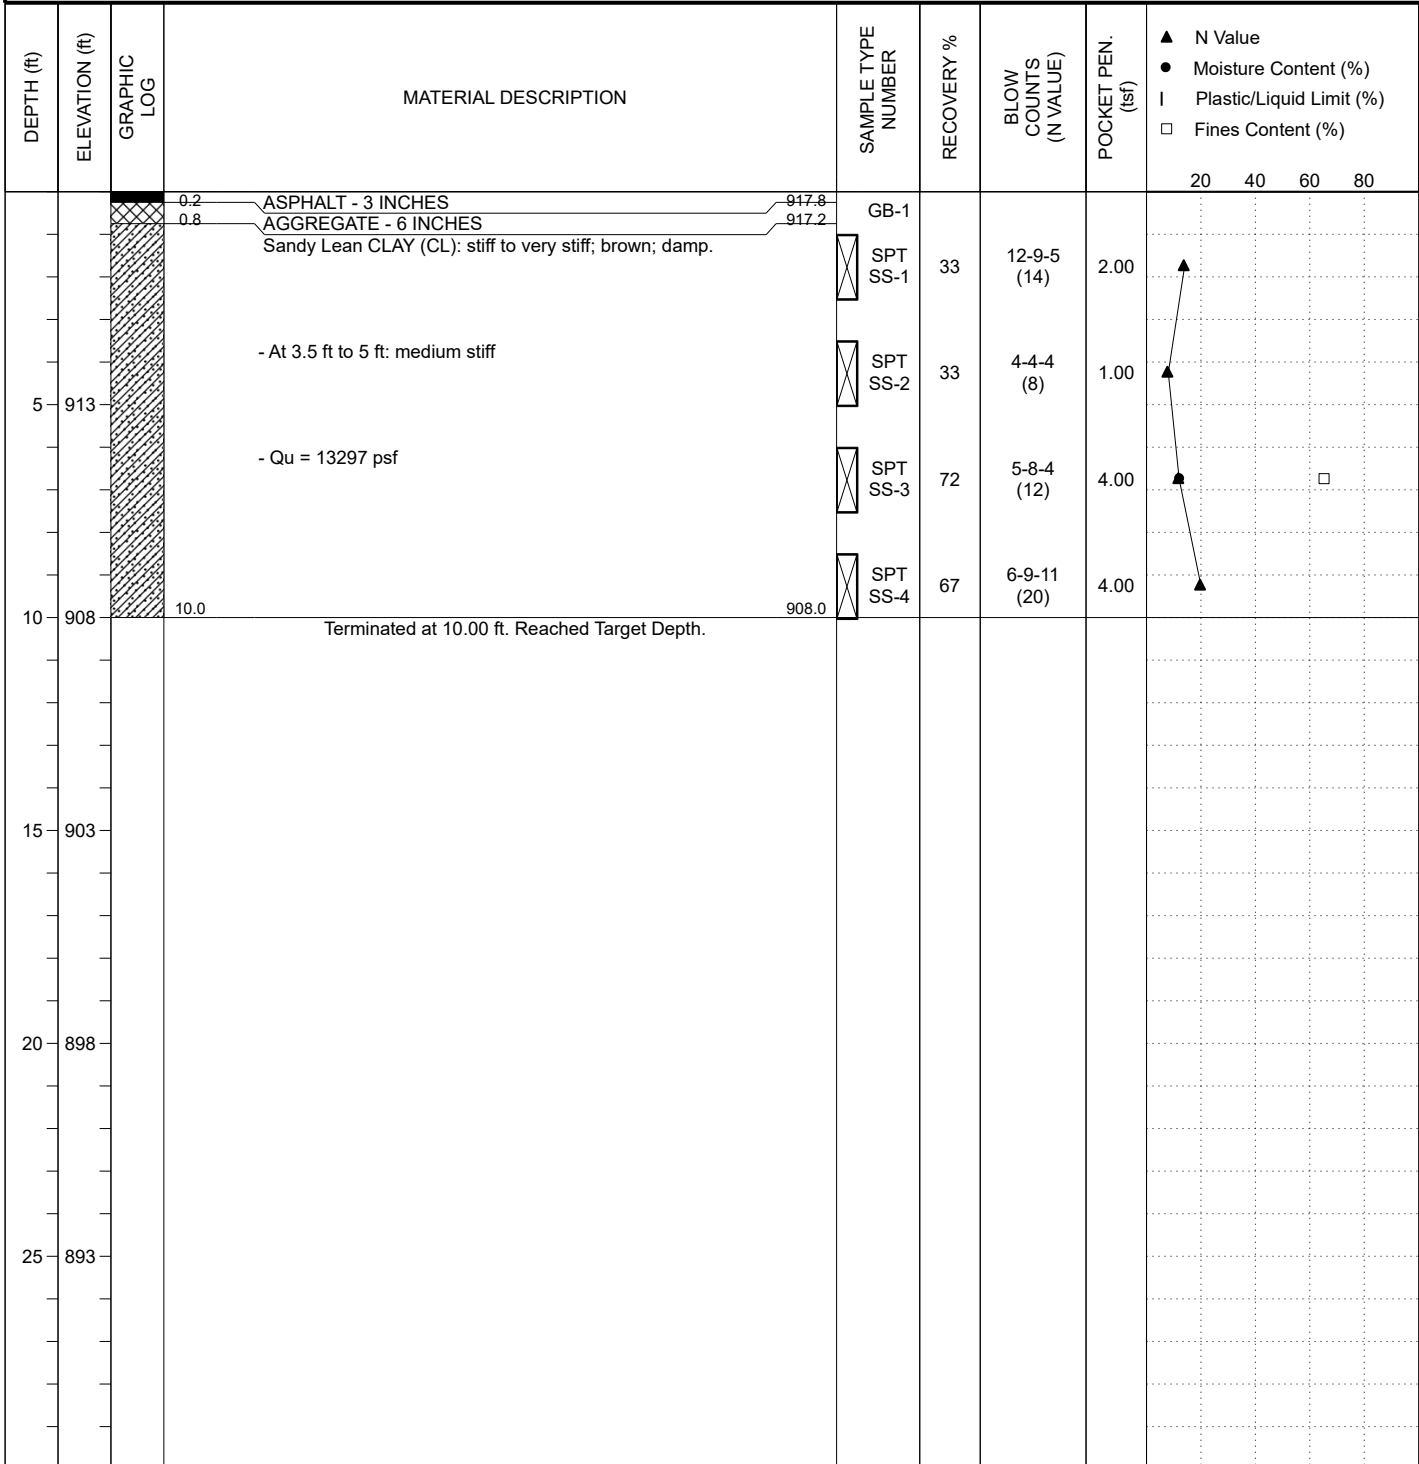 DEPTH (ft)
ELEVATION (ft)
GRAPHIC
LOG
MATERIAL DESCRIPTION
SAMPLE TYPE
NUMBER
RECOVERY %
BLOW
COUNTS
(N VALUE)
POCKET PEN.
(tsf)
N Value
Moisture Content (%)
Plastic/Liquid Limit (%)
Fines Content (%)
20 40 60 80
0.2 ASPHALT - 3 INCHES 917.8
GB-1
0.8 AGGREGATE - 6 INCHES 917.2
Sandy Lean CLAY (CL): stiff to very stiff; brown; damp.
SPT
SS-1
33
12-9-5
(14)
2.00
- At 3.5 ft to 5 ft: medium stiff
SPT
SS-2
33
4-4-4
(8)
1.00
5 913
- Qu = 13297 psf
SPT
SS-3
72
5-8-4
(12)
4.00
SPT
SS-4
67
6-9-11
(20)
4.00
10.0 908.0
10 908
Terminated at 10.00 ft. Reached Target Depth.
15 903
20 898
25 893